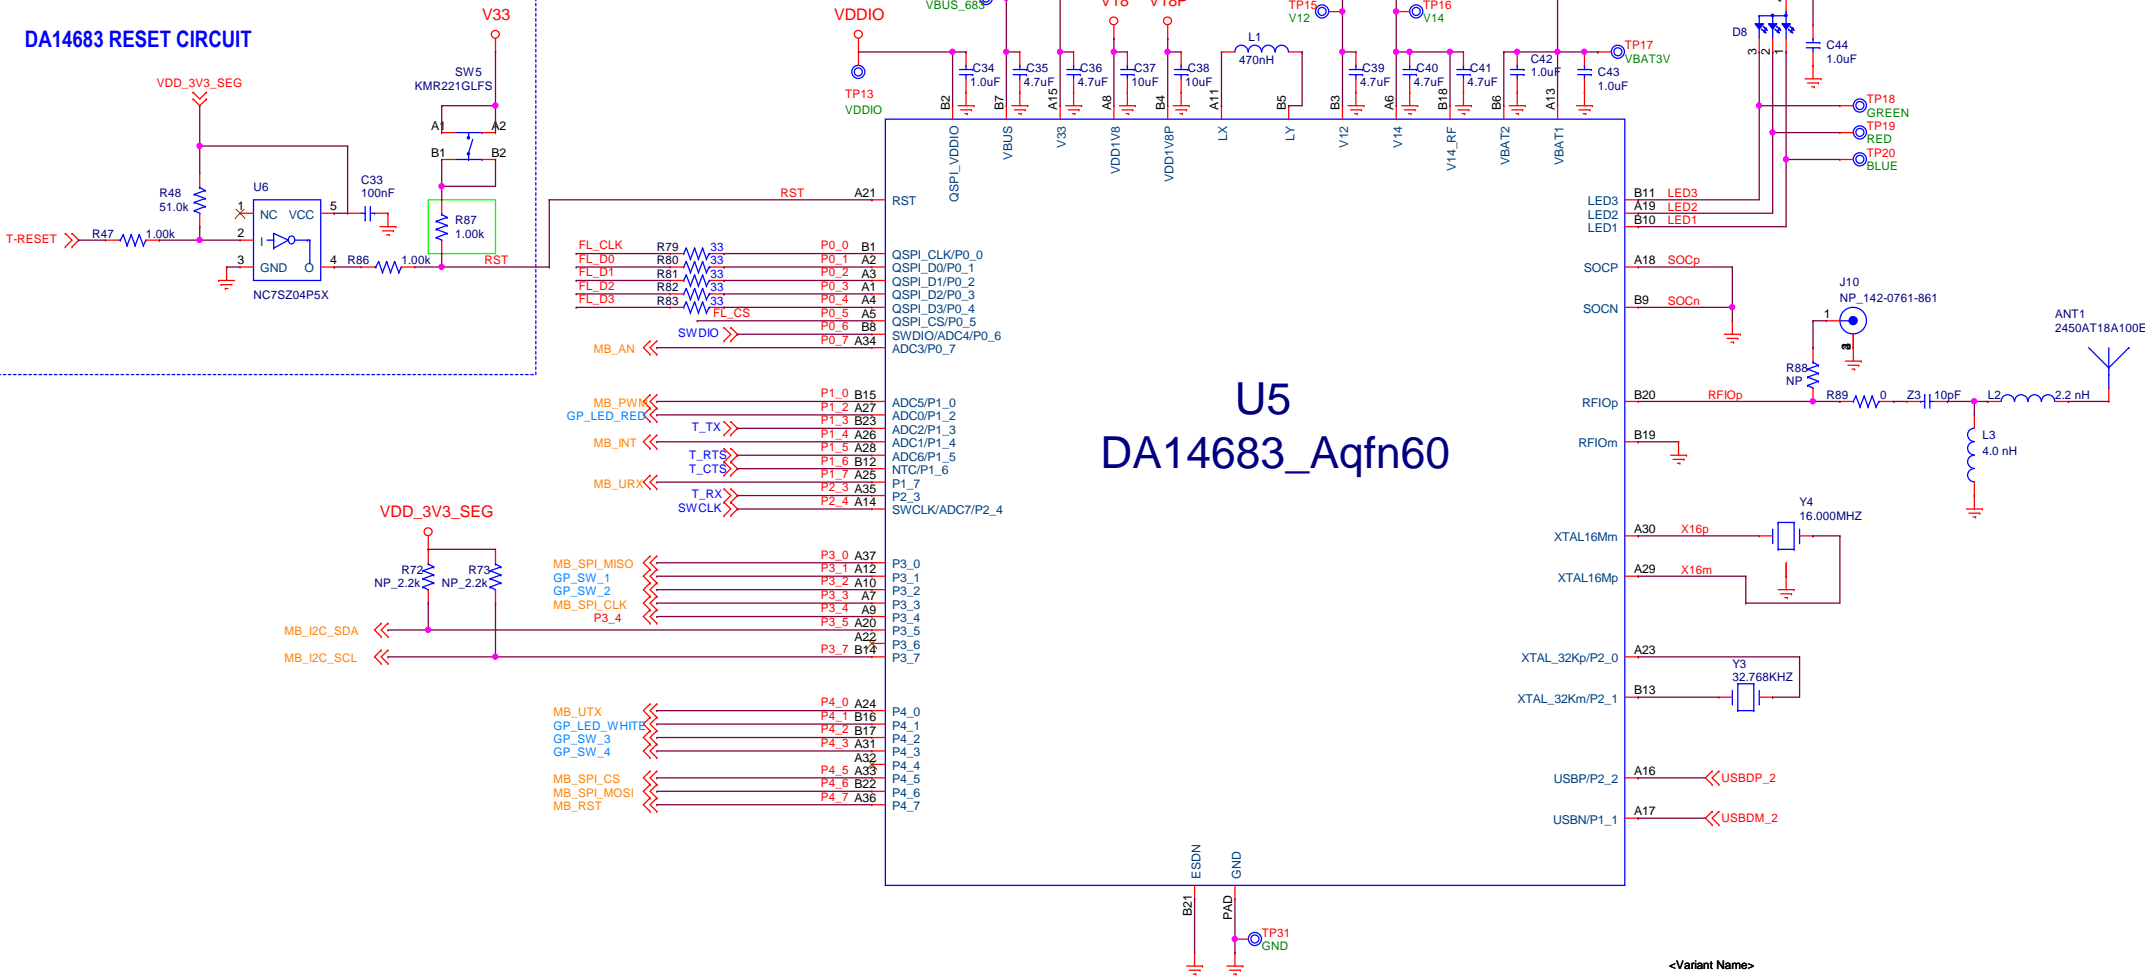 DA14683 RESET CIRCUIT
VDD_3V3_SEG
V33
SW5
KMR221GLFS
A1
A2
B1
B2
R48
51.0k
U6
C33
100nF
1
NC
VCC
5
2
I
3
GND
O
4
NC7SZ04P5X
T-RESET
R47
1.00k
R86
1.00k
R87
1.00k
RST
VDDIO
TP13
VDDIO
VBUS_683
V18
V18P
TP15
V12
TP16
V14
TP17
VBAT3V
C34
1.0uF
C35
4.7uF
C36
4.7uF
C37
10uF
C38
10uF
L1
470nH
C39
4.7uF
C40
4.7uF
C41
4.7uF
C42
1.0uF
C43
1.0uF
D8
3
2
1
C44
1.0uF
TP18
GREEN
TP19
RED
TP20
BLUE
B2
B7
A15
A8
B4
A11
B5
B3
A6
B18
B6
A13
QSPI_VDDIO
VBUS
V33
VDD1V8
VDD1V8P
LX
LY
V12
V14
V14_RF
VBAT2
VBAT1
RST A21 RST
FL_CLK R79 33 P0_0 B1 QSPI_CLK/P0_0
FL_D0 R80 33 P0_1 A2 QSPI_D0/P0_1
FL_D1 R81 33 P0_2 A3 QSPI_D1/P0_2
FL_D2 R82 33 P0_3 A1 QSPI_D2/P0_3
FL_D3 R83 33 P0_4 A4 QSPI_D3/P0_4
FL_CS P0_5 A5 QSPI_CS/P0_5
SWDIO P0_6 B8 SWDIO/ADC4/P0_6
MB_AN P0_7 A34 ADC3/P0_7
MB_PWM P1_0 B15 ADC5/P1_0
GP_LED_RED P1_2 A27 ADC0/P1_2
T_TX P1_3 B23 ADC2/P1_3
MB_INT P1_4 A26 ADC1/P1_4
T_RTS P1_5 A28 ADC6/P1_5
T_CTS P1_6 B12 NTC/P1_6
MB_URX P1_7 A25 P1_7
T_RX P2_3 A35 P2_3
SWCLK P2_4 A14 SWCLK/ADC7/P2_4
VDD_3V3_SEG
R72
NP_2.2k
R73
NP_2.2k
MB_SPI_MISO P3_0 A37 P3_0
GP_SW_1 P3_1 A12 P3_1
GP_SW_2 P3_2 A10 P3_2
MB_SPI_CLK P3_3 A7 P3_3
P3_4 P3_4 A9 P3_4
MB_I2C_SDA P3_5 A20 P3_5
A22 P3_6
MB_I2C_SCL P3_7 B14 P3_7
MB_UTX P4_0 A24 P4_0
GP_LED_WHITE P4_1 B16 P4_1
GP_SW_3 P4_2 B17 P4_2
GP_SW_4 P4_3 A31 P4_3
A32 P4_4
MB_SPI_CS P4_5 A33 P4_5
MB_SPI_MOSI P4_6 B22 P4_6
MB_RST P4_7 A36 P4_7
U5
DA14683_Aqfn60
LED3 B11 LED3
LED2 A19 LED2
LED1 B10 LED1
SOCP A18 SOCp
SOCN B9 SOCn
J10
NP_142-0761-861
1
R88
NP
ANT1
2450AT18A100E
RFIOp B20 RFIOp
R89 0
Z3 10pF
L2 2.2 nH
L3
4.0 nH
RFIOm B19
Y4
16.000MHZ
XTAL16Mm A30 X16p
XTAL16Mp A29 X16m
XTAL_32Kp/P2_0 A23
Y3
32.768KHZ
XTAL_32Km/P2_1 B13
USBP/P2_2 A16 USBDP_2
USBN/P1_1 A17 USBDM_2
ESDN
GND
B21
PAD
TP31
GND
<Variant Name>